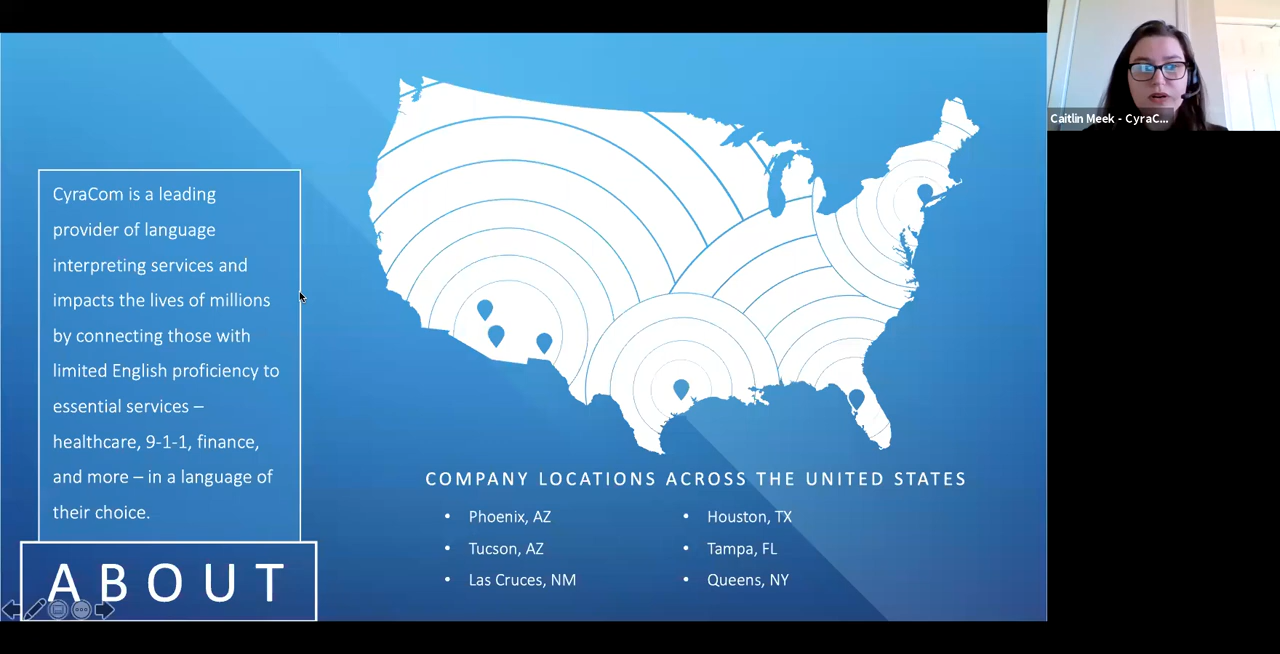 CyraCom is a leading
provider of language
interpreting services and
impacts the lives of millions
by connecting those with
limited English proficiency to
essential services –
healthcare, 9-1-1, finance,
and more – in a language of
their choice.
ABOUT
COMPANY LOCATIONS ACROSS THE UNITED STATES
• Phoenix, AZ
• Tucson, AZ
• Las Cruces, NM
• Houston, TX
• Tampa, FL
• Queens, NY
Caitlin Meek - CyraC...